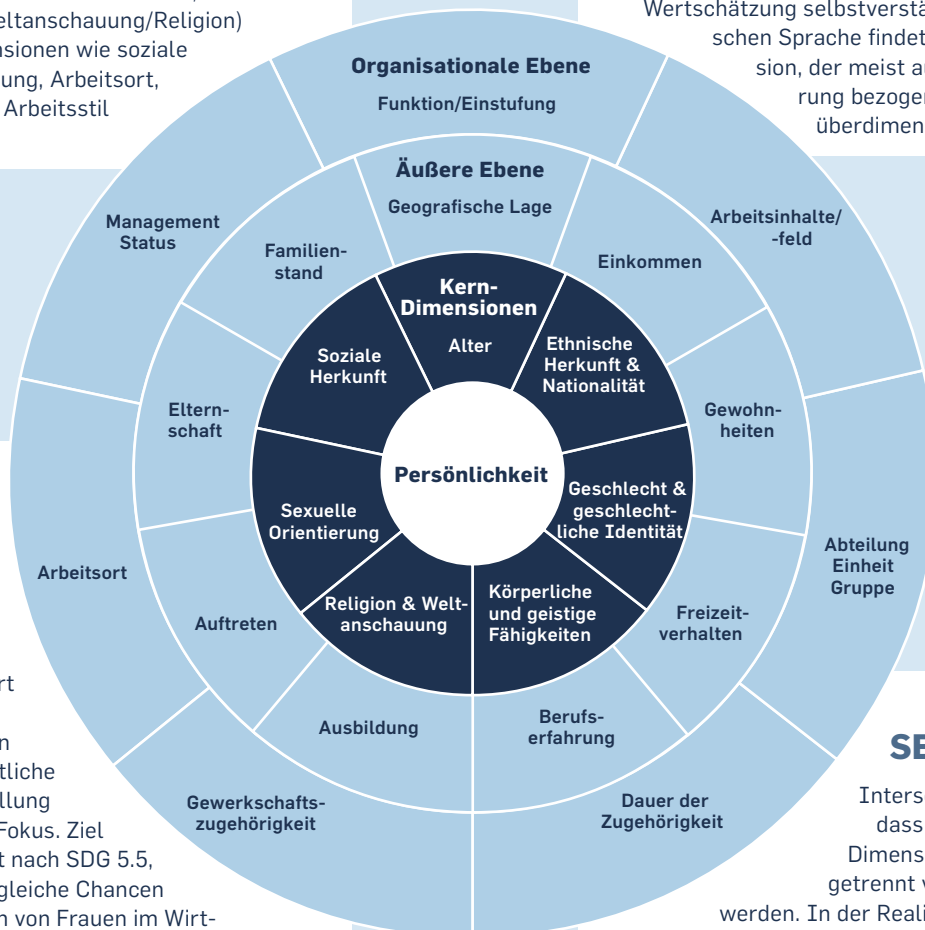 eltanschauung/Religion)
nsionen wie soziale
ung, Arbeitsort,
Arbeitsstil
Wertschätzung selbstverstä
schen Sprache findet
sion, der meist a
rung bezoge
überdimen
Organisationale Ebene
Funktion/Einstufung
Äußere Ebene
Geografische Lage
Management
Status
Arbeitsinhalte/
-feld
Familien-
stand
Einkommen
Kern-
Dimensionen
Alter
Soziale
Herkunft
Ethnische
Herkunft &
Nationalität
Eltern-
schaft
Gewohn-
heiten
Persönlichkeit
Sexuelle
Orientierung
Geschlecht &
geschlecht-
liche Identität
Arbeitsort
Abteilung
Einheit
Gruppe
Auftreten
Religion & Welt-
anschauung
Körperliche
und geistige
Fähigkeiten
Freizeit-
verhalten
Ausbildung
Berufs-
erfahrung
Gewerkschafts-
zugehörigkeit
Dauer der
Zugehörigkeit
rt
n
tliche
llung
Fokus. Ziel
t nach SDG 5.5,
gleiche Chancen
n von Frauen im Wirt-
SE
Inters
dass
Dimens
getrennt v
werden. In der Reali